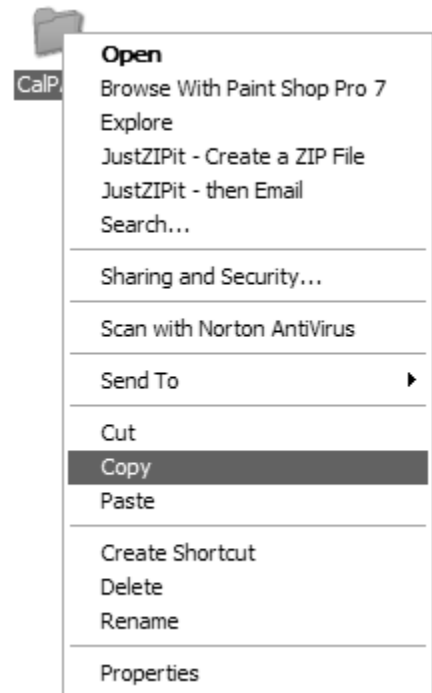 CalP
Open
Browse With Paint Shop Pro 7
Explore
JustZIPit - Create a ZIP File
JustZIPit - then Email
Search...
Sharing and Security...
Scan with Norton AntiVirus
Send To
Cut
Copy
Paste
Create Shortcut
Delete
Rename
Properties